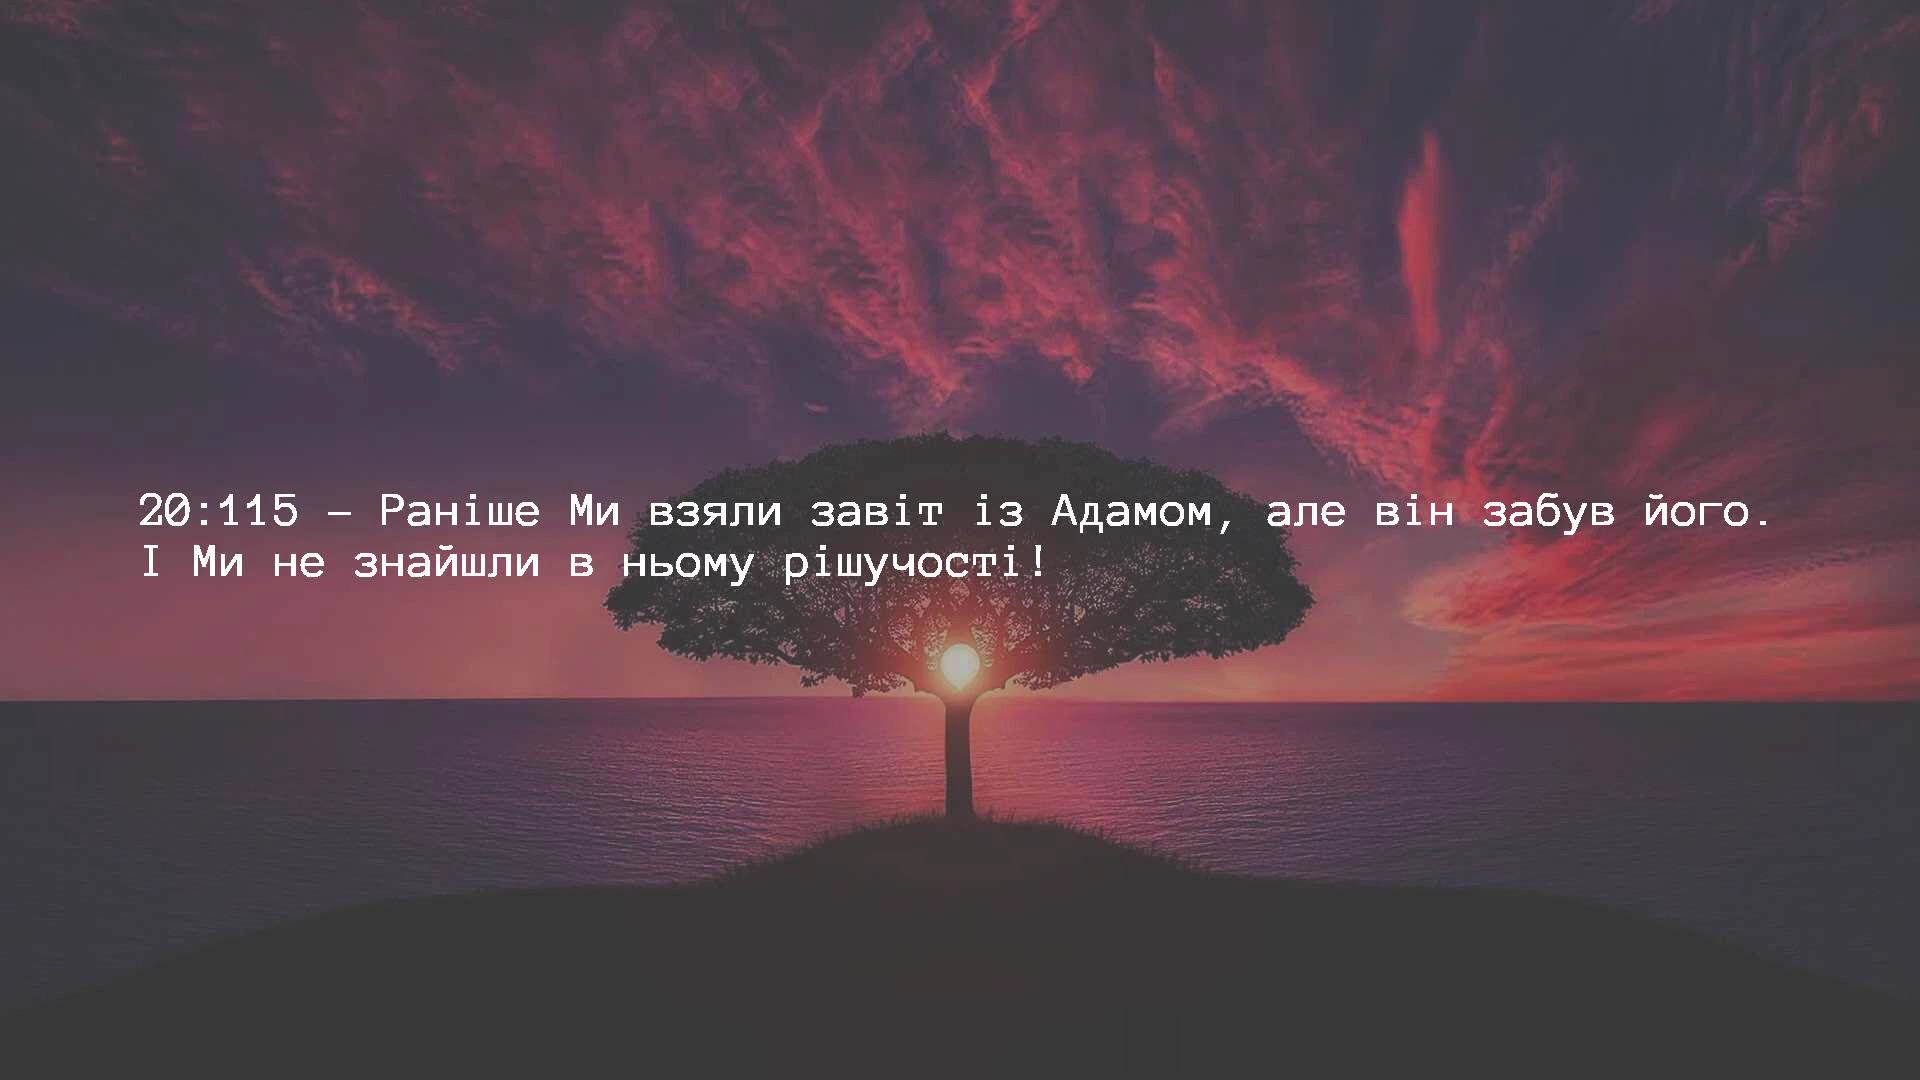 20:115 – Раніше Ми взяли завіт із Адамом, але він забув його.
І Ми не знайшли в ньому рішучості!